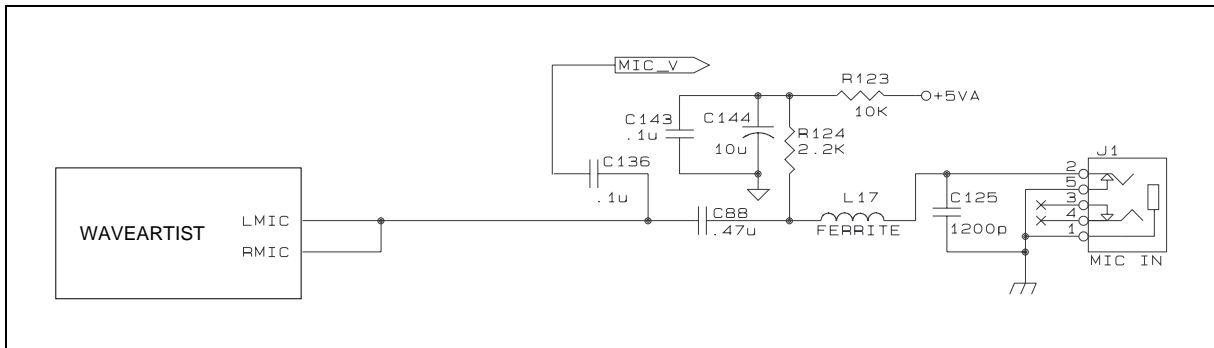 MIC_V
R123
10K
+5VA
C143
.1u
C144
10u
R124
2.2K
C136
.1u
J1
2
5
3
4
1
MIC IN
L17
FERRITE
C125
1200p
C88
.47u
WAVEARTIST
LMIC
RMIC